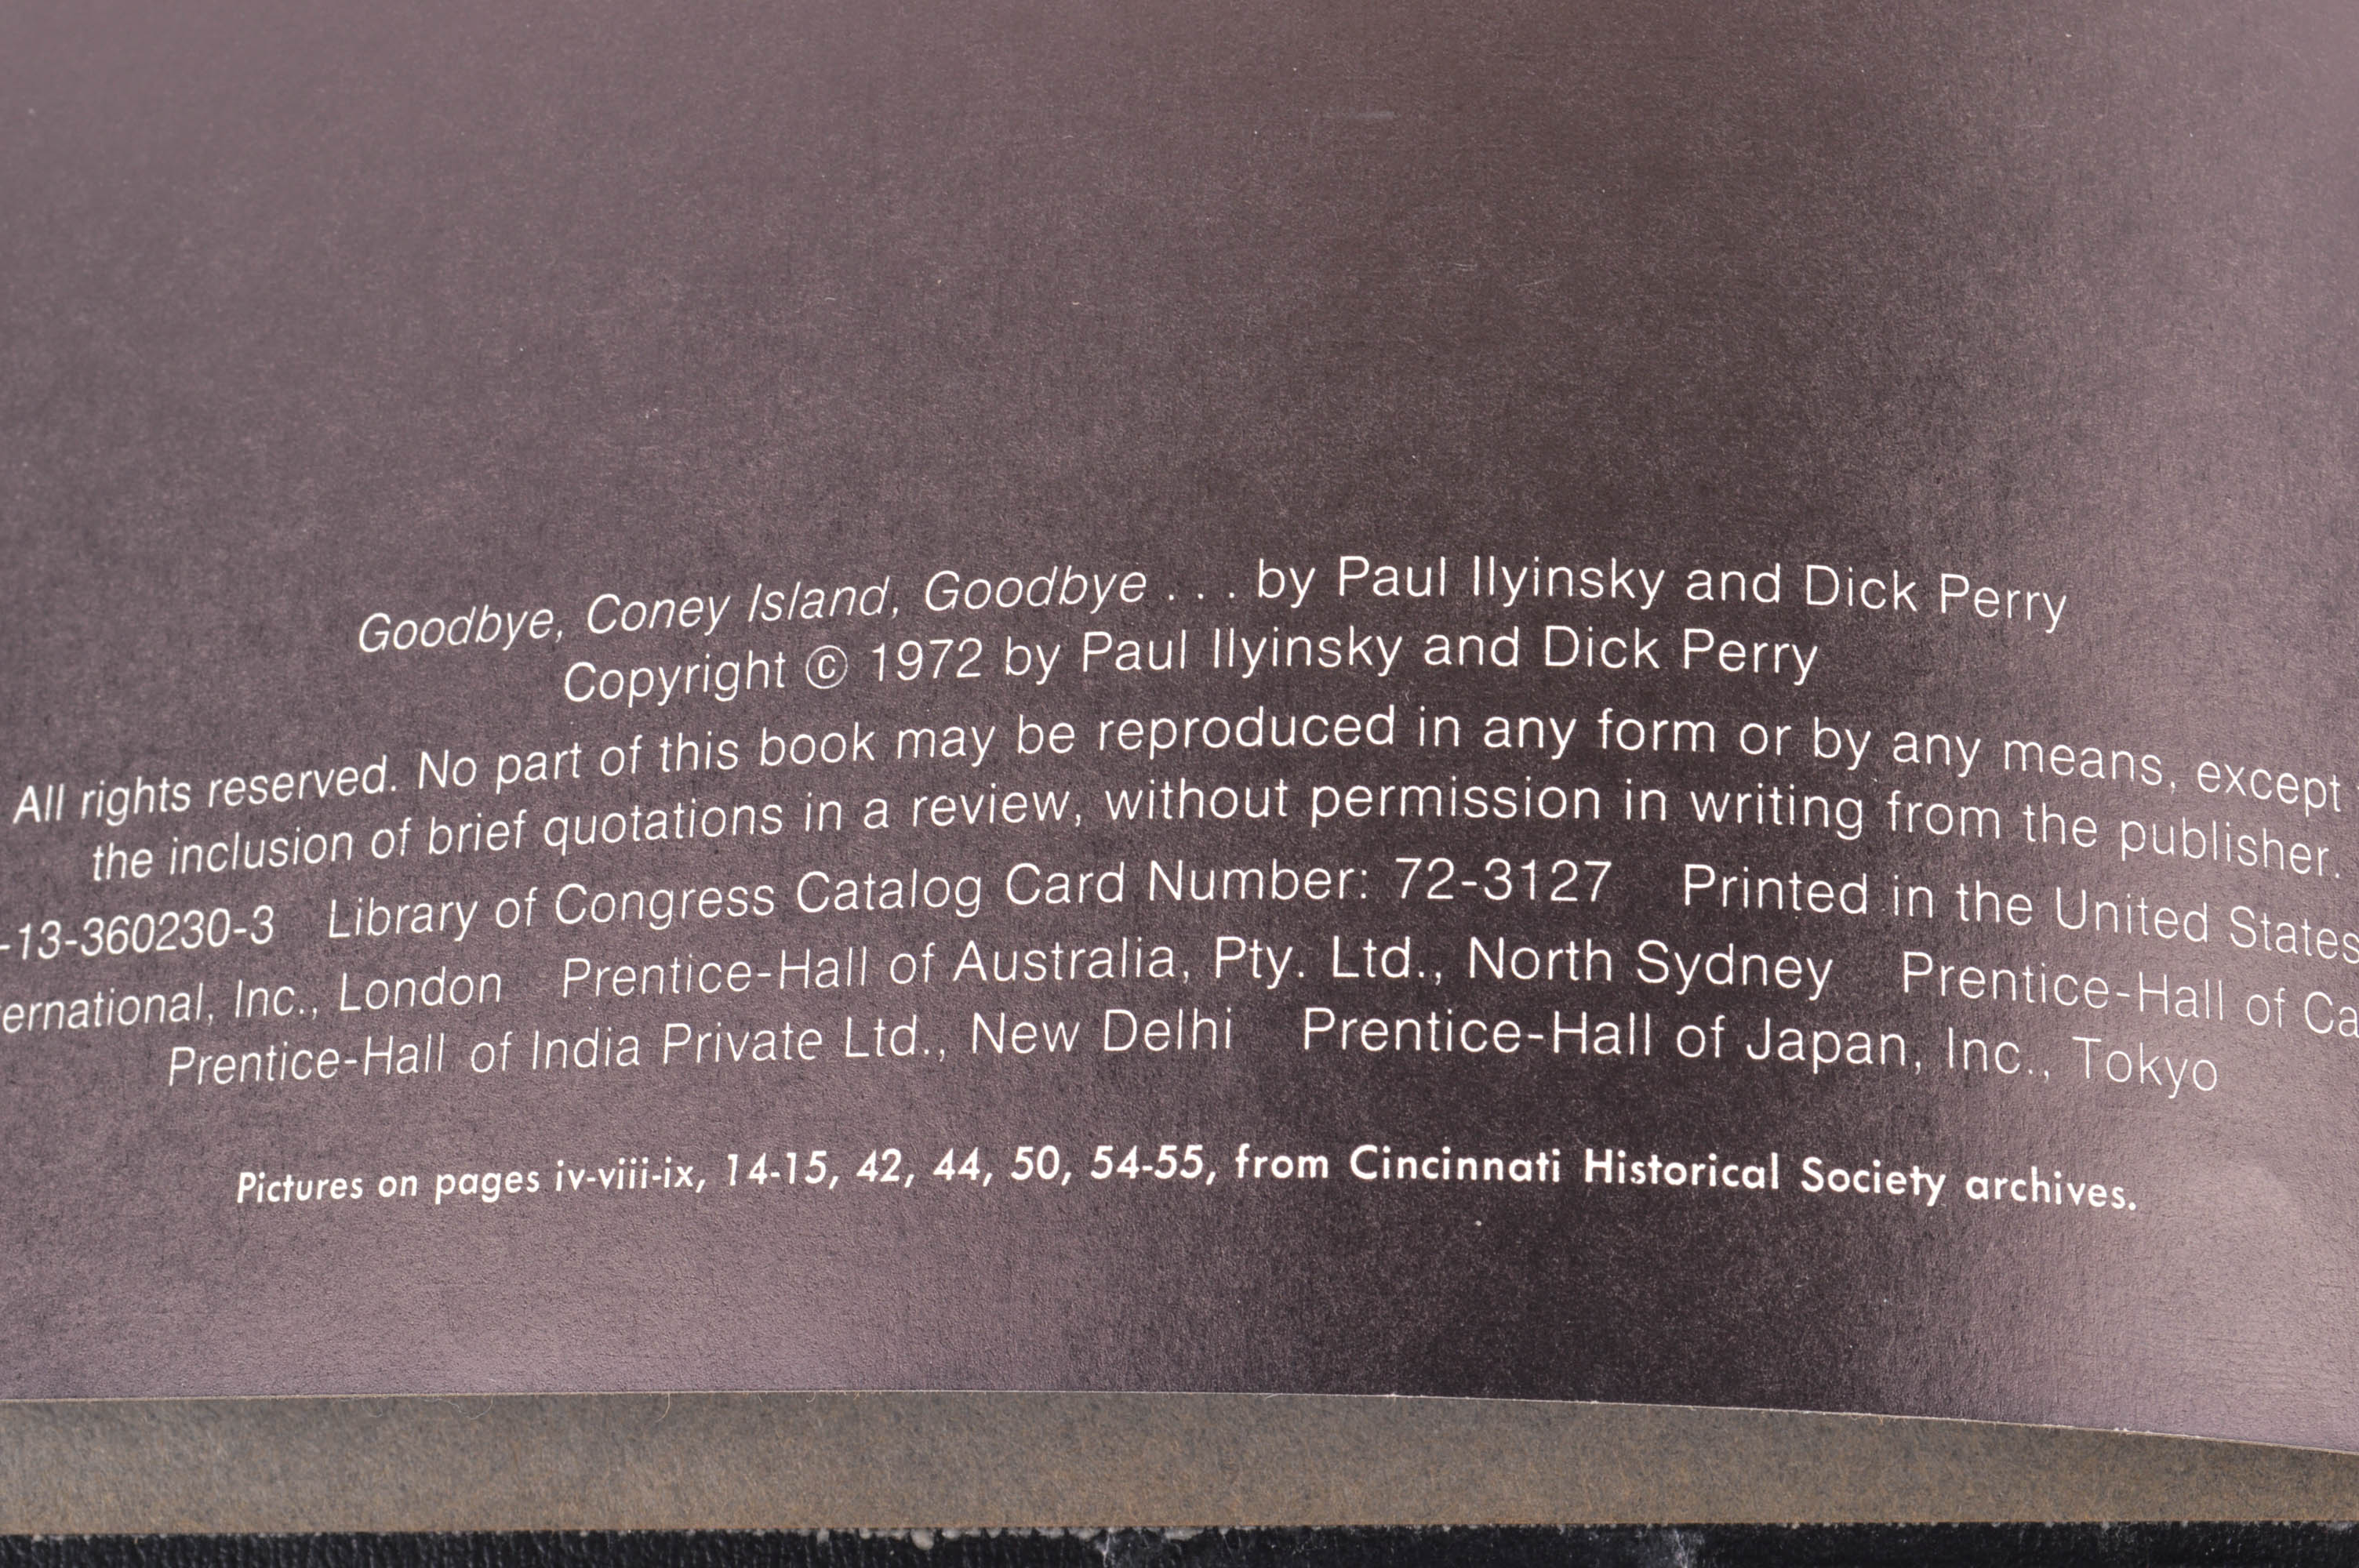 Goodbye, Coney Island, Goodbye . . . by Paul Ilyinsky and Dick Perry
Copyright © 1972 by Paul Ilyinsky and Dick Perry
All rights reserved. No part of this book may be reproduced in any form or by any means, except
the inclusion of brief quotations in a review, without permission in writing from the publisher.
-13-360230-3 Library of Congress Catalog Card Number: 72-3127 Printed in the United States
ernational, Inc., London Prentice-Hall of Australia, Pty. Ltd., North Sydney Prentice-Hall of Ca
Prentice-Hall of India Private Ltd., New Delhi Prentice-Hall of Japan, Inc., Tokyo
Pictures on pages iv-viii-ix, 14-15, 42, 44, 50, 54-55, from Cincinnati Historical Society archives.